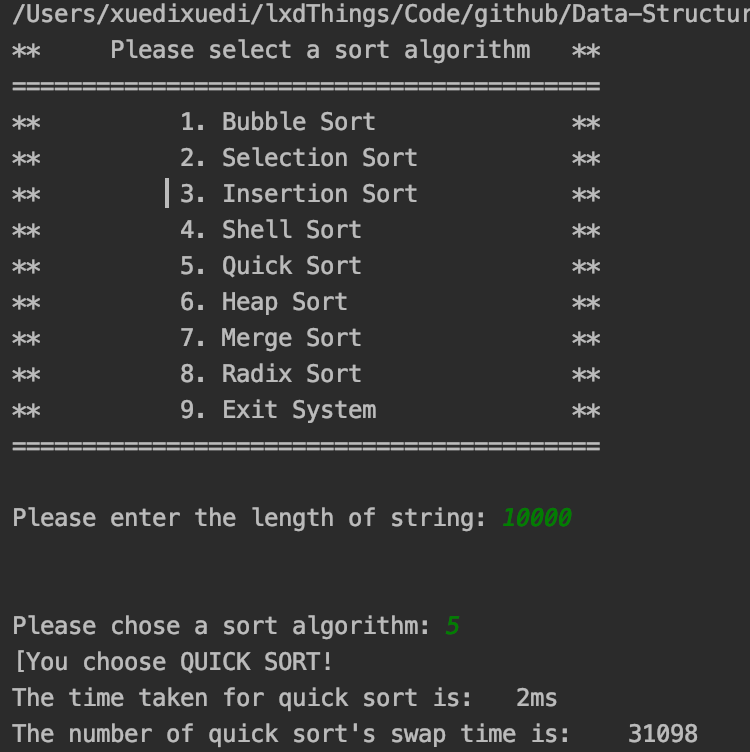 /Users/xuedixuedi/lxdThings/Code/github/Data-Structur
**     Please select a sort algorithm   **
==========================================
**          1. Bubble Sort              **
**          2. Selection Sort           **
**          3. Insertion Sort           **
**          4. Shell Sort               **
**          5. Quick Sort               **
**          6. Heap Sort                **
**          7. Merge Sort               **
**          8. Radix Sort               **
**          9. Exit System              **
==========================================
Please enter the length of string: 10000
Please chose a sort algorithm: 5
[You choose QUICK SORT!
The time taken for quick sort is:   2ms
The number of quick sort's swap time is:    31098